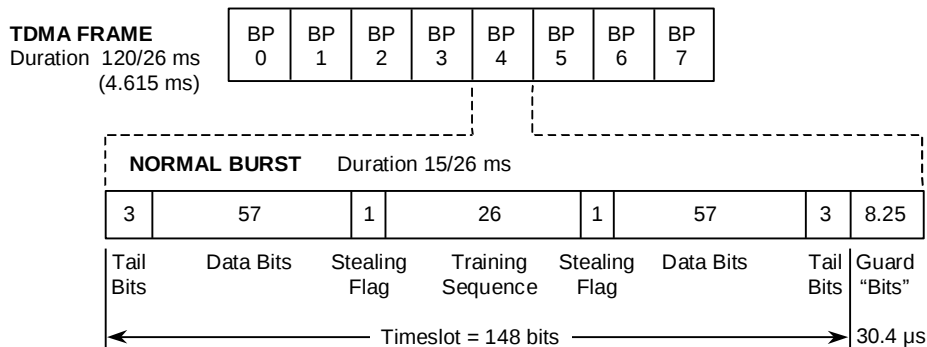 TDMA FRAME
Duration 120/26 ms
(4.615 ms)
BP BP BP BP BP BP BP BP
0 1 2 3 4 5 6 7
NORMAL BURST Duration 15/26 ms
3 57 1 26 1 57 3 8.25
Tail Data Bits Stealing Training Stealing Data Bits Tail Guard
Bits Flag Sequence Flag Bits “Bits”
Timeslot = 148 bits 30.4 μs